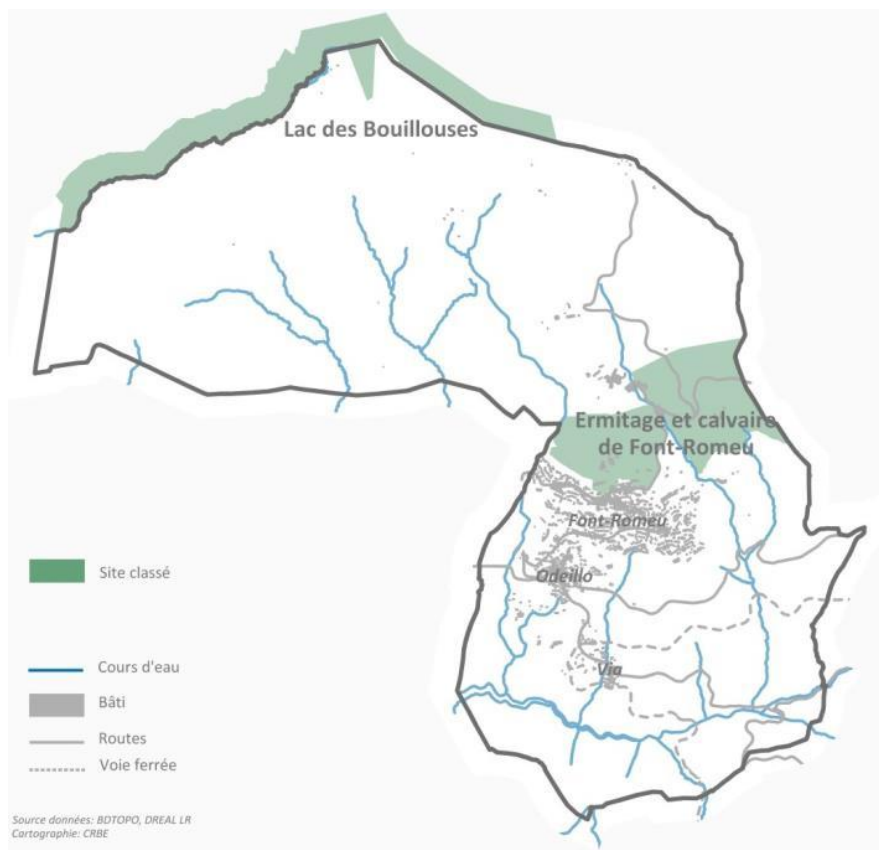 Lac des Bouillouses
Ermitage et calvaire
de Font-Romeu
Font-Romeu
Odeillo
Via
Site classé
Cours d'eau
Bâti
Routes
Voie ferrée
Source données: BDTOPO, DREAL LR
Cartographie: CRBE